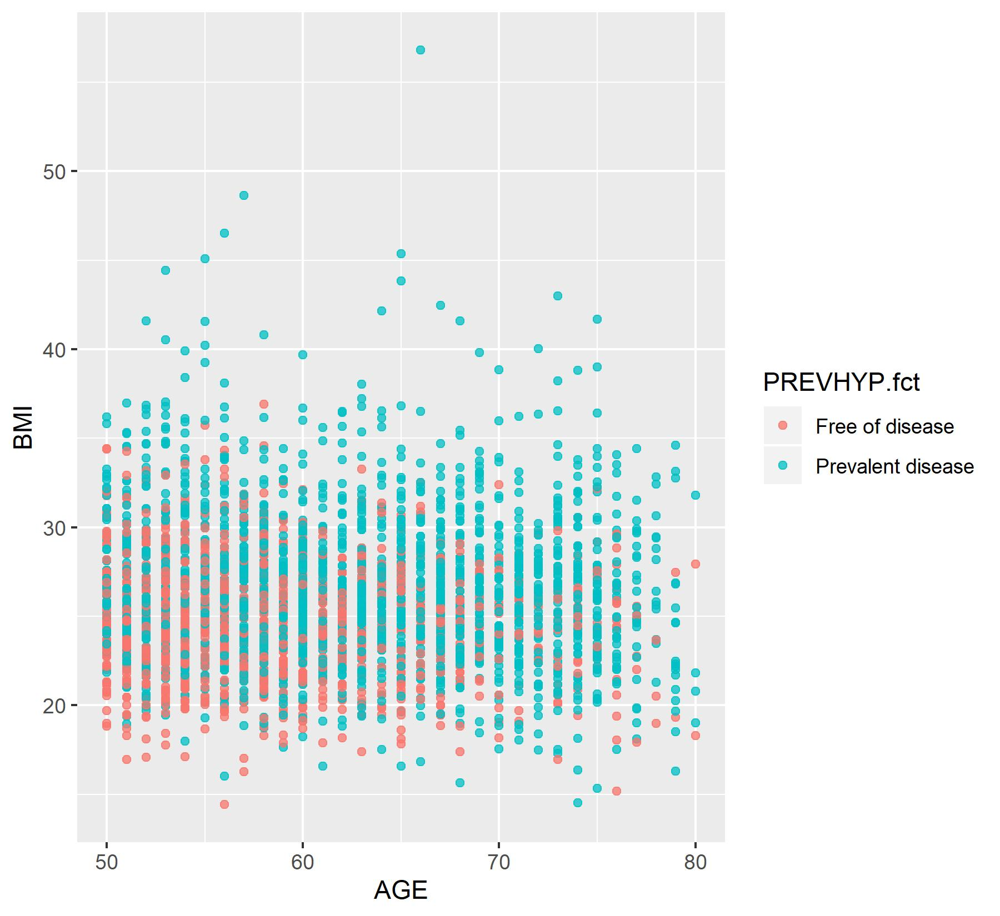 50
40
30
20
BMI
50 60 70 80
AGE
PREVHYP.fct
Free of disease
Prevalent disease